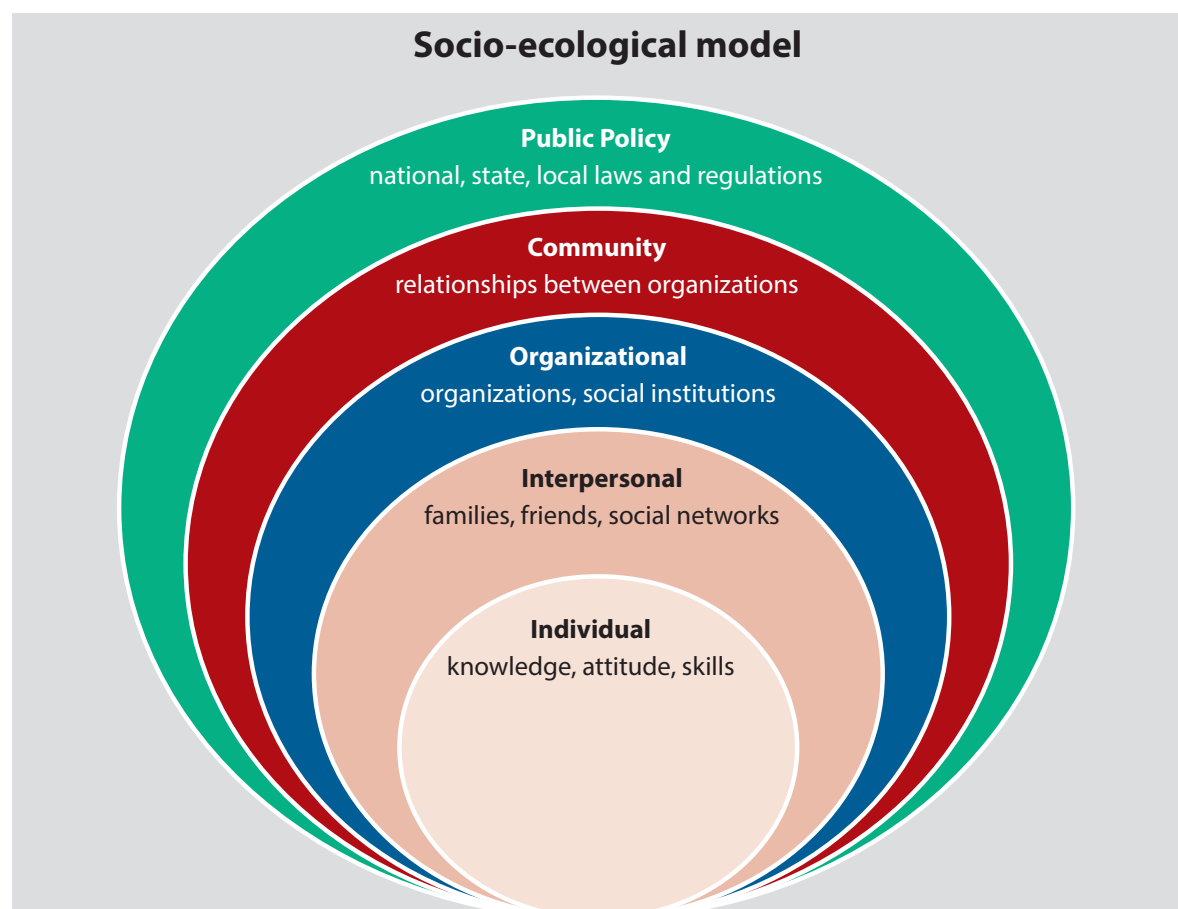 Socio-ecological model
Public Policy
national, state, local laws and regulations
Community
relationships between organizations
Organizational
organizations, social institutions
Interpersonal
families, friends, social networks
Individual
knowledge, attitude, skills